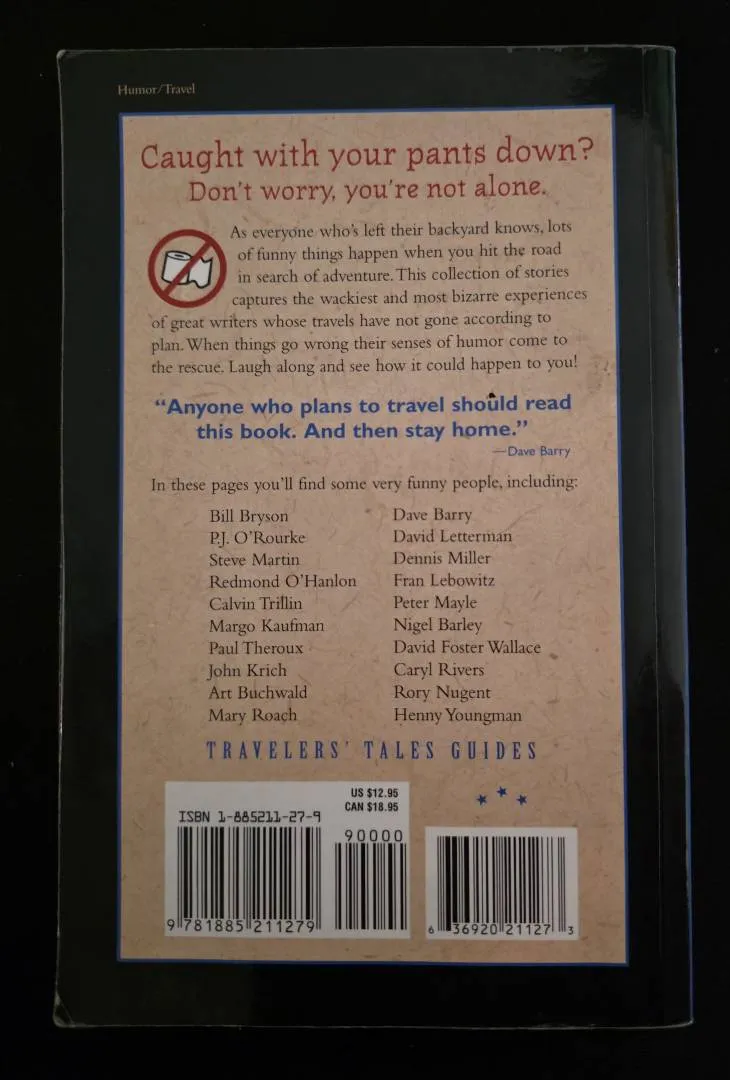 Humor/Travel
Caught with your pants down?
Don't worry, you're not alone.
As everyone who's left their backyard knows, lots
of funny things happen when you hit the road
in search of adventure. This collection of stories
captures the wackiest and most bizarre experiences
of great writers whose travels have not gone according to
plan. When things go wrong their senses of humor come to
the rescue. Laugh along and see how it could happen to you!
“Anyone who plans to travel should read
this book. And then stay home.”
—Dave Barry
In these pages you'll find some very funny people, including:
Bill Bryson
P.J. O'Rourke
Steve Martin
Redmond O'Hanlon
Calvin Trillin
Margo Kaufman
Paul Theroux
John Krich
Art Buchwald
Mary Roach
Dave Barry
David Letterman
Dennis Miller
Fran Lebowitz
Peter Mayle
Nigel Barley
David Foster Wallace
Caryl Rivers
Rory Nugent
Henny Youngman
TRAVELERS' TALES GUIDES
US $12.95
CAN $18.95
ISBN 1-885211-27-9
90000
9 781885 211279
6 36920 21127 3